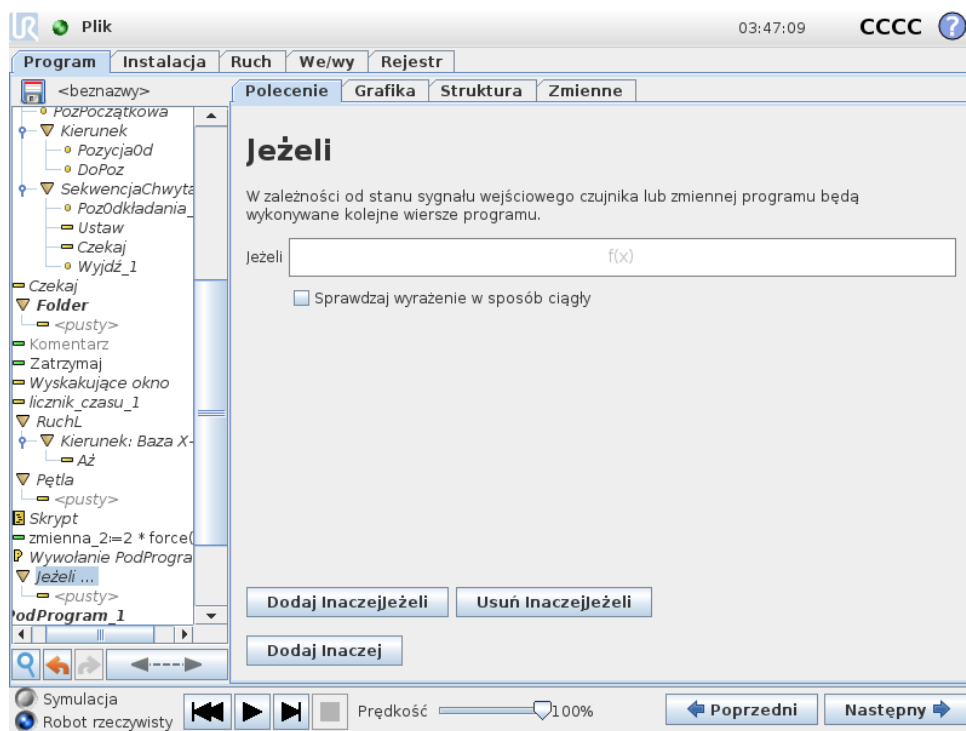 UR Plik 03:47:09 CCCC ?
Program Instalacja Ruch We/wy Rejestr
<beznazwy>
Polecenie Grafika Struktura Zmienne
PozPoczątkowa
Kierunek
PozycjaOd
DoPoz
SekwencjaChwyta
PozOdkładania_
Ustaw
Czekaj
Wyjdź_1
Czekaj
Folder
<pusty>
Komentarz
Zatrzymaj
Wyskakujące okno
licznik_czasu_1
RuchL
Kierunek: Baza X-
Aż
Pętla
<pusty>
Skrypt
zmienna_2:=2 * force(
Wywołanie PodProgra
Jeżeli ...
<pusty>
PodProgram_1
Jeżeli
W zależności od stanu sygnału wejściowego czujnika lub zmiennej programu będą
wykonywane kolejne wiersze programu.
Jeżeli f(x)
Sprawdzaj wyrażenie w sposób ciągły
Dodaj InaczejJeżeli Usuń InaczejJeżeli
Dodaj Inaczej
Symulacja
Robot rzeczywisty
Prędkość 100%
Poprzedni Następny